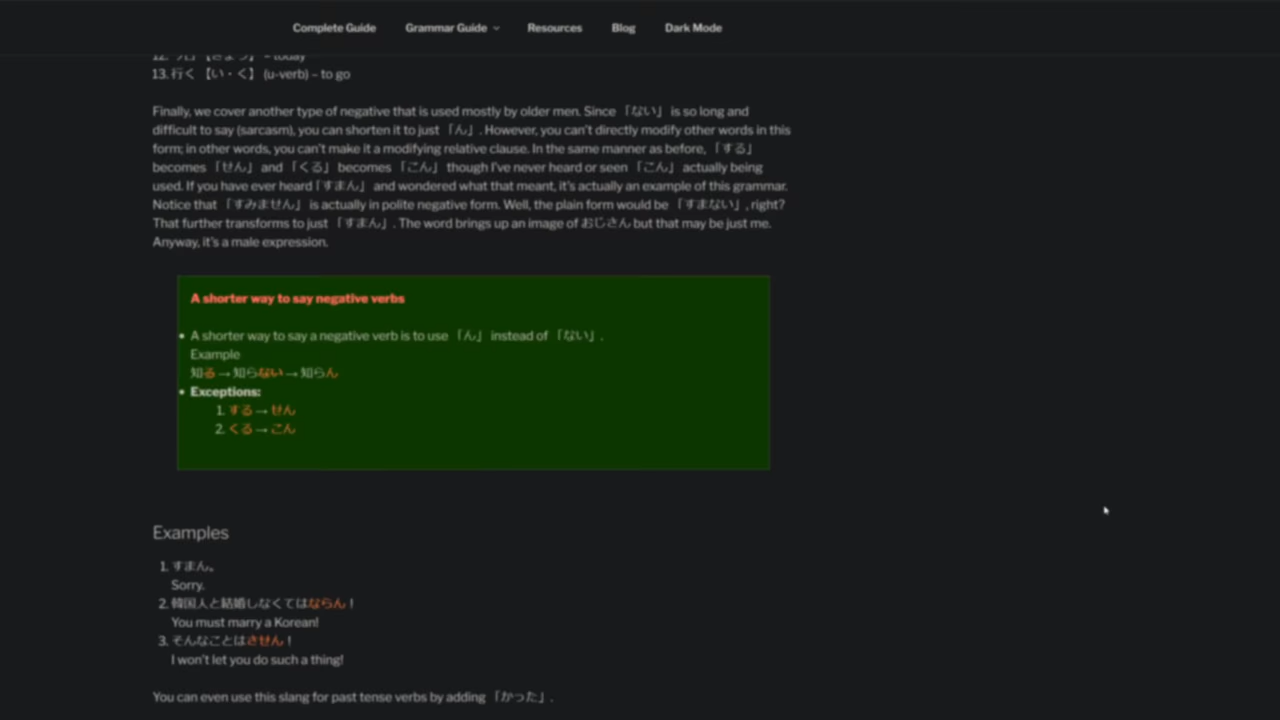 Complete Guide Grammar Guide Resources Blog Dark Mode
12. 今日 【きょう】 – today
13. 行く 【い・く】 (u-verb) – to go
Finally, we cover another type of negative that is used mostly by older men. Since 「ない」 is so long and
difficult to say (sarcasm), you can shorten it to just 「ん」. However, you can't directly modify other words in this
form; in other words, you can't make it a modifying relative clause. In the same manner as before, 「する」
becomes 「せん」 and 「くる」 becomes 「こん」 though I've never heard or seen 「こん」 actually being
used. If you have ever heard 「すまん」 and wondered what that meant, it's actually an example of this grammar.
Notice that 「すみません」 is actually in polite negative form. Well, the plain form would be 「すまない」, right?
That further transforms to just 「すまん」. The word brings up an image of おじさん but that may be just me.
Anyway, it's a male expression.
A shorter way to say negative verbs
• A shorter way to say a negative verb is to use 「ん」 instead of 「ない」.
Example
知る → 知らない → 知らん
• Exceptions:
1. する → せん
2. くる → こん
Examples
1. すまん。
Sorry.
2. 韓国人と結婚しなくてはならん!
You must marry a Korean!
3. そんなことはさせん!
I won't let you do such a thing!
You can even use this slang for past tense verbs by adding 「かった」.